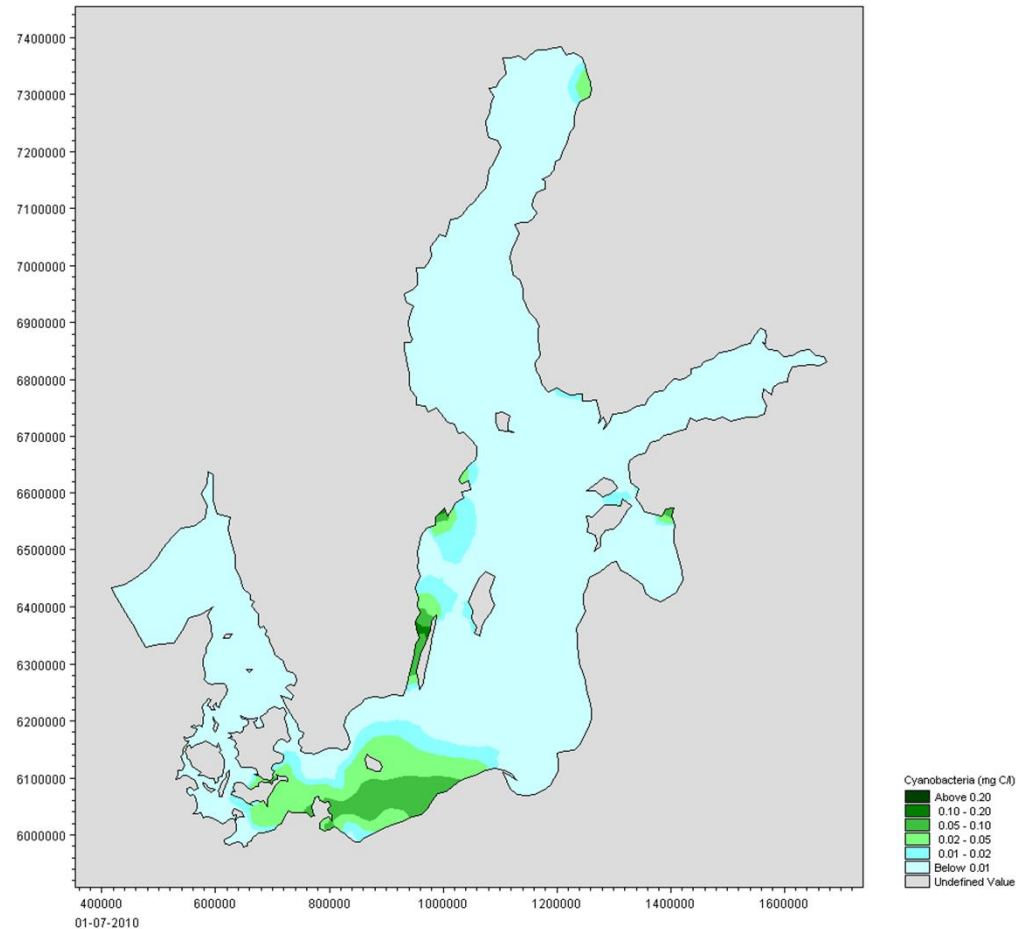 7400000
7300000
7200000
7100000
7000000
6900000
6800000
6700000
6600000
6500000
6400000
6300000
6200000
6100000
6000000
400000 600000 800000 1000000 1200000 1400000 1600000
01-07-2010
Cyanobacteria (mg C/l)
Above 0.20
0.10 - 0.20
0.05 - 0.10
0.02 - 0.05
0.01 - 0.02
Below 0.01
Undefined Value